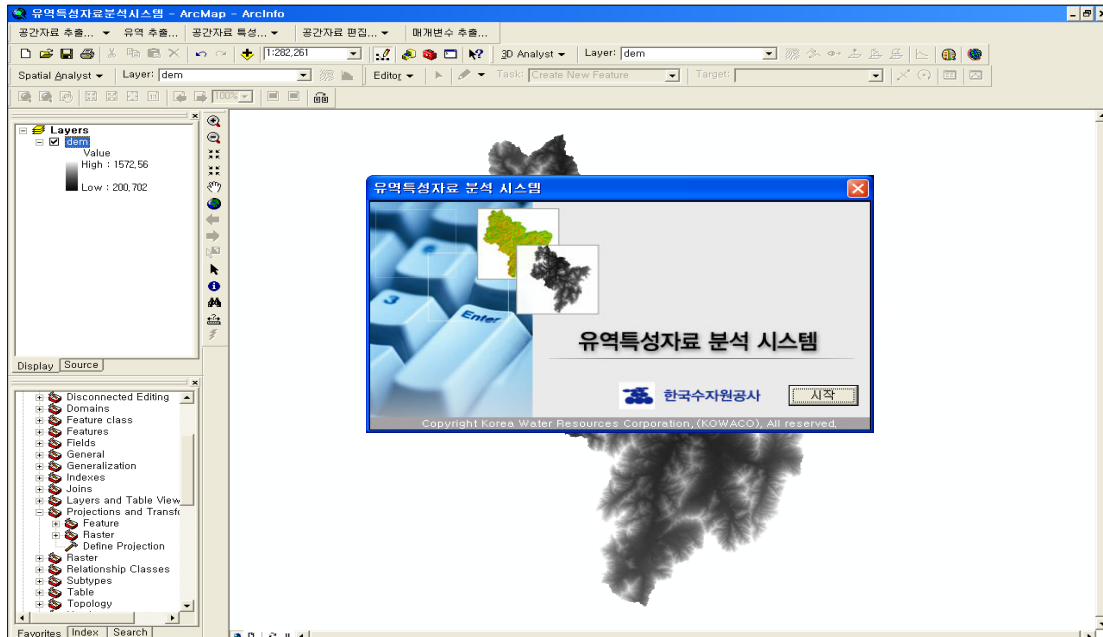 유역특성자료분석시스템 - ArcMap - ArcInfo
공간자료 추출... 유역 추출... 공간자료 특성... 공간자료 편집... 매개변수 추출...
1:282,261 3D Analyst Layer: dem
Spatial Analyst Layer: dem Editor Task: Create New Feature Target:
100%
Layers
dem
Value
High : 1572,56
Low : 200,702
Display Source
Disconnected Editing
Domains
Feature class
Features
Fields
General
Generalization
Indexes
Joins
Layers and Table View
Projections and Transfo
Feature
Raster
Define Projection
Raster
Relationship Classes
Subtypes
Table
Topology
Favorites Index Search
유역특성자료 분석 시스템
3
Enter
유역특성자료 분석 시스템
한국수자원공사 시작
Copyright Korea Water Resources Corporation, (KOWACO), All reserved,